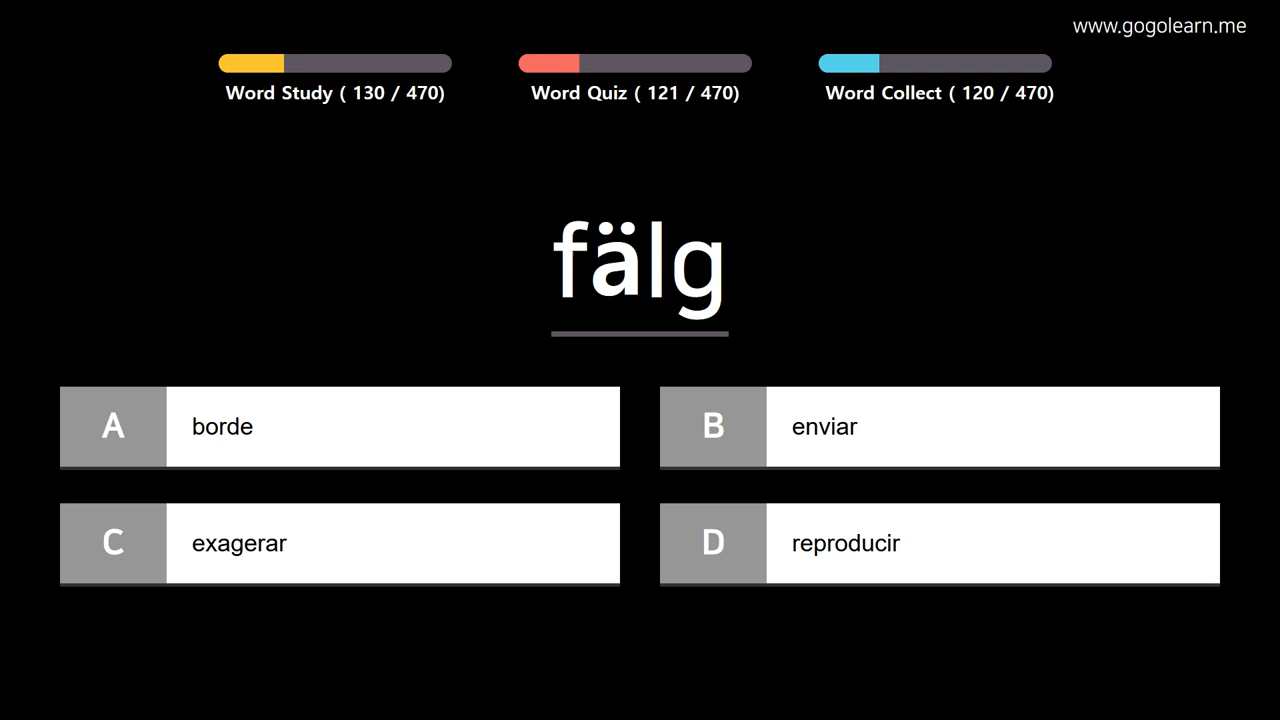 www.gogolearn.me
Word Study ( 130 / 470)
Word Quiz ( 121 / 470)
Word Collect ( 120 / 470)
fälg
A borde
B enviar
C exagerar
D reproducir